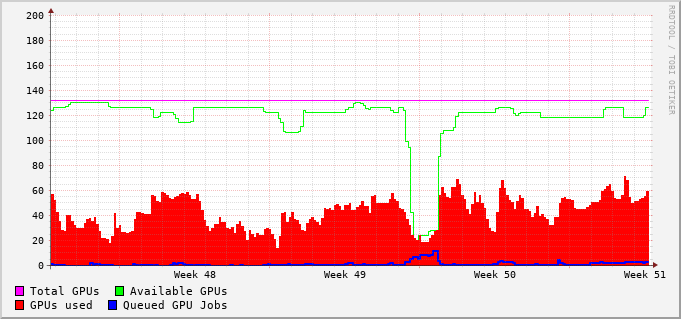 200
180
160
140
120
100
80
60
40
20
0
Week 48 Week 49 Week 50 Week 51
Total GPUs Available GPUs
GPUs used Queued GPU Jobs
RRDTOOL / TOBI OETIKER